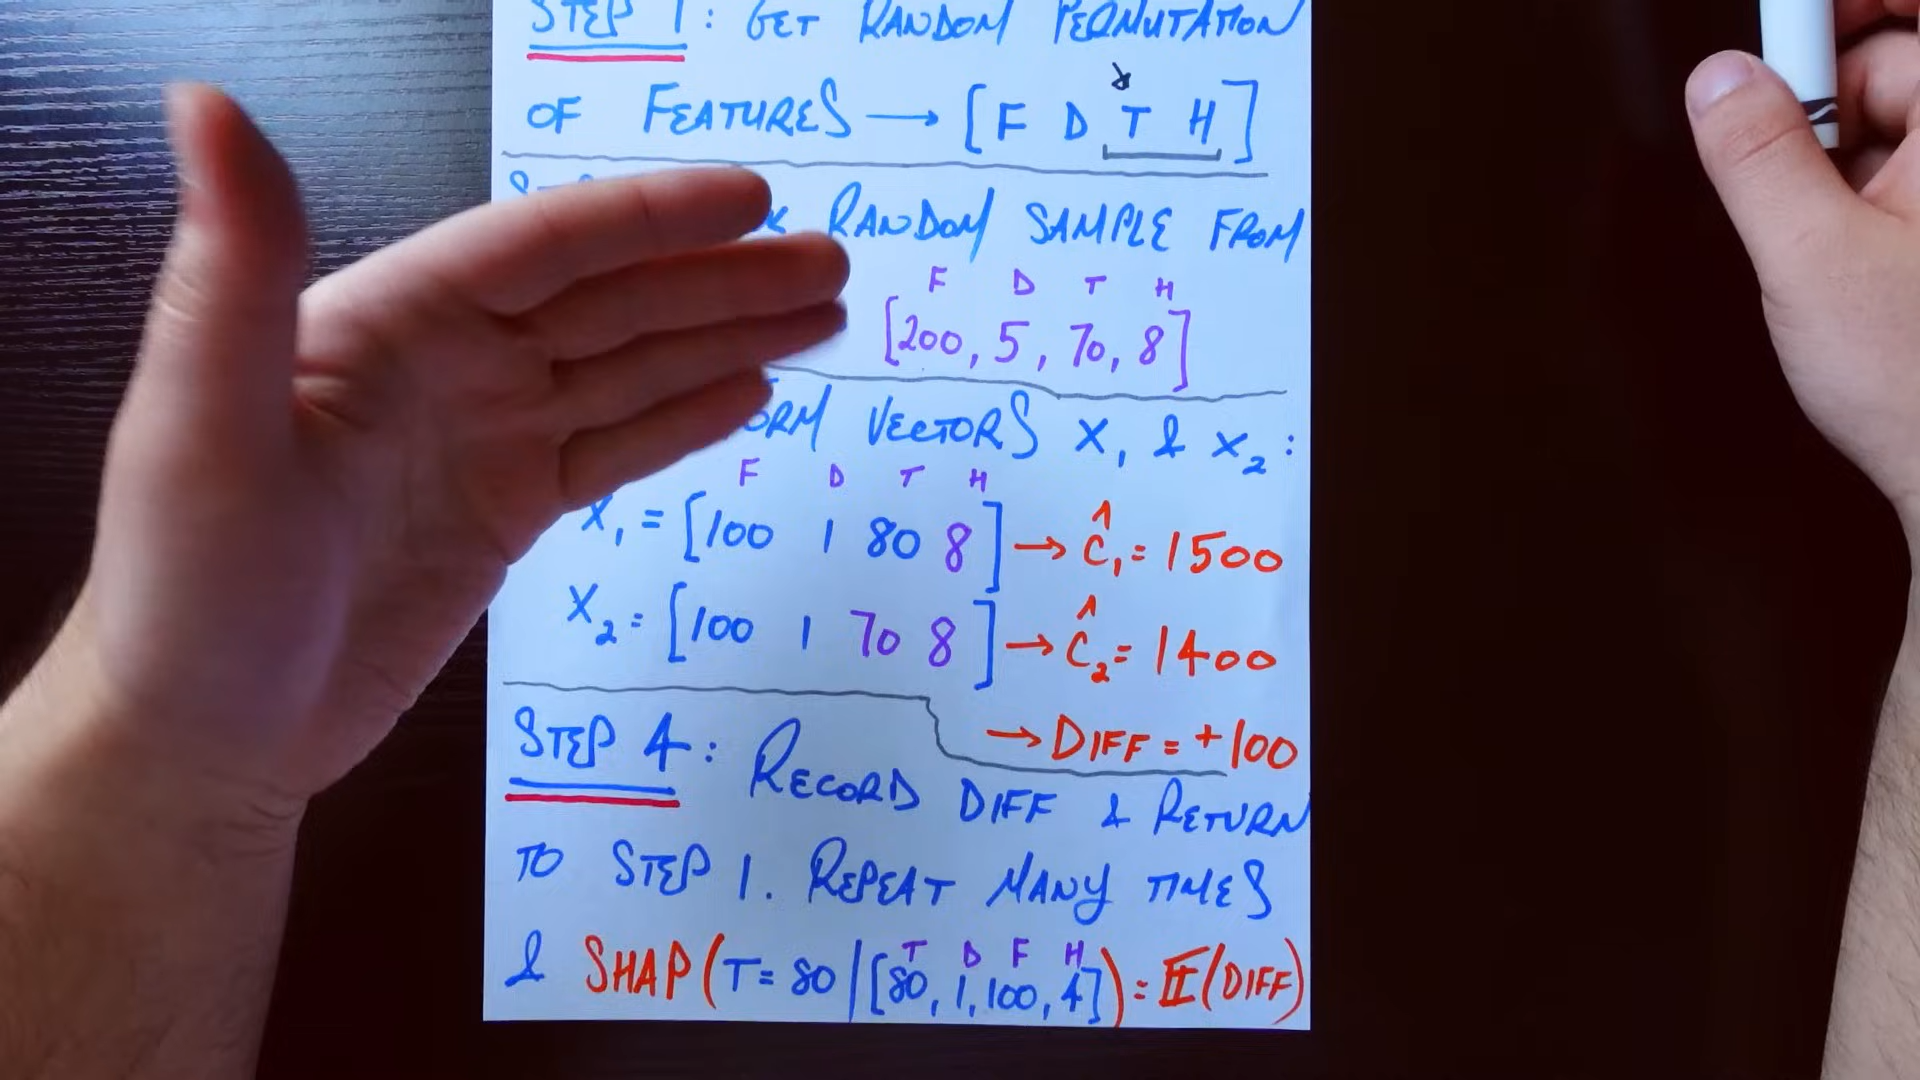 STEP 1: GET RANDOM PERMUTATION
OF FEATURES → [F D T H]
RANDOM SAMPLE FROM
F D T H
[200, 5, 70, 8]
VECTORS X₁ & X₂:
F D T H
X₁ = [100 1 80 8] → Ĉ₁ = 1500
X₂ = [100 1 70 8] → Ĉ₂ = 1400
→ DIFF = +100
STEP 4: RECORD DIFF & RETURN
TO STEP 1. REPEAT MANY TIMES
T D F H
& SHAP(T=80|[80, 1, 100, 4]) = E(DIFF)